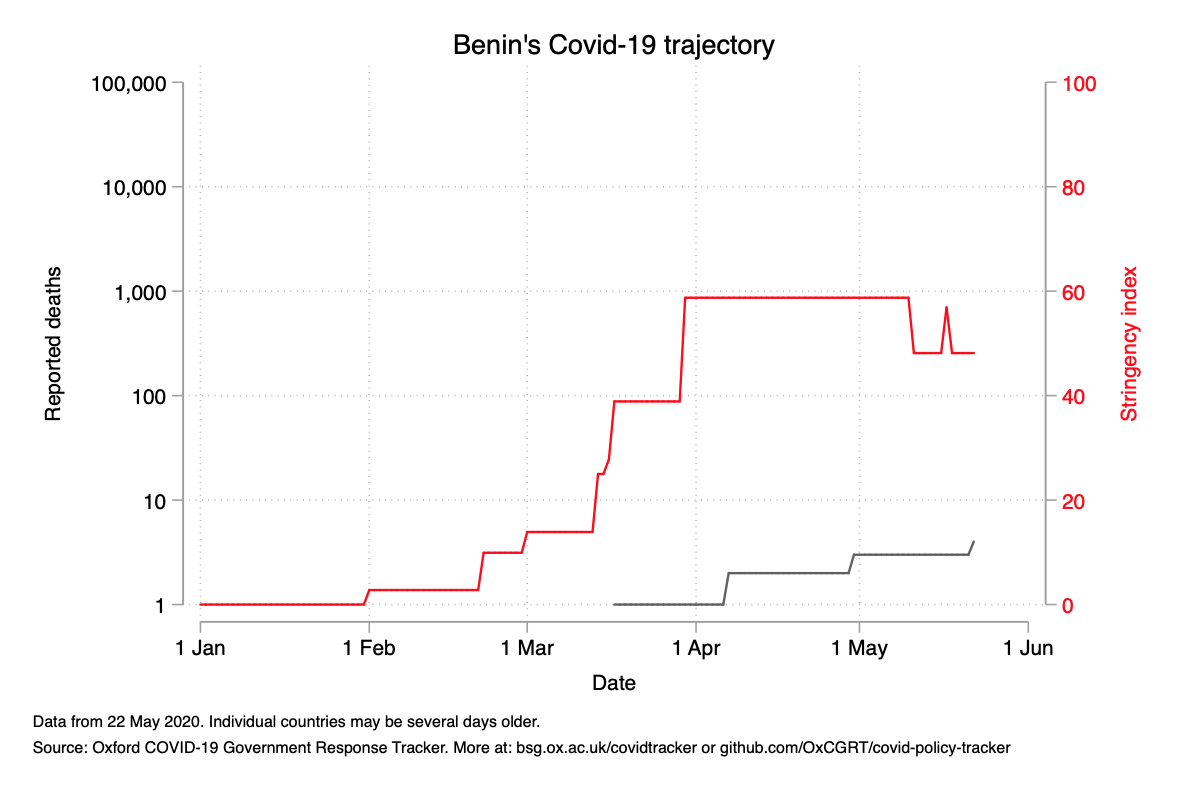 Benin's Covid-19 trajectory
100,000
10,000
1,000
100
10
1
Reported deaths
100
80
60
40
20
0
Stringency index
1 Jan
1 Feb
1 Mar
1 Apr
1 May
1 Jun
Date
Data from 22 May 2020. Individual countries may be several days older.
Source: Oxford COVID-19 Government Response Tracker. More at: bsg.ox.ac.uk/covidtracker or github.com/OxCGRT/covid-policy-tracker